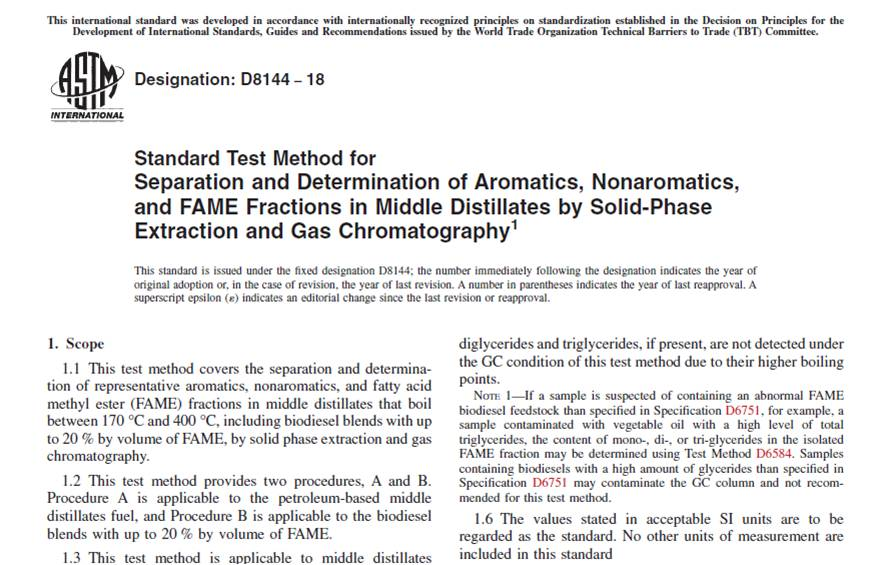 This international standard was developed in accordance with internationally recognized principles on standardization established in the Decision on Principles for the
Development of International Standards, Guides and Recommendations issued by the World Trade Organization Technical Barriers to Trade (TBT) Committee.
ASTM
INTERNATIONAL
Designation: D8144 − 18
Standard Test Method for
Separation and Determination of Aromatics, Nonaromatics,
and FAME Fractions in Middle Distillates by Solid-Phase
Extraction and Gas Chromatography¹
This standard is issued under the fixed designation D8144; the number immediately following the designation indicates the year of
original adoption or, in the case of revision, the year of last revision. A number in parentheses indicates the year of last reapproval. A
superscript epsilon (ε) indicates an editorial change since the last revision or reapproval.
1. Scope
1.1 This test method covers the separation and determina-
tion of representative aromatics, nonaromatics, and fatty acid
methyl ester (FAME) fractions in middle distillates that boil
between 170 °C and 400 °C, including biodiesel blends with up
to 20 % by volume of FAME, by solid phase extraction and gas
chromatography.
1.2 This test method provides two procedures, A and B.
Procedure A is applicable to the petroleum-based middle
distillates fuel, and Procedure B is applicable to the biodiesel
blends with up to 20 % by volume of FAME.
1.3 This test method is applicable to middle distillates
diglycerides and triglycerides, if present, are not detected under
the GC condition of this test method due to their higher boiling
points.
NOTE 1—If a sample is suspected of containing an abnormal FAME
biodiesel feedstock than specified in Specification D6751, for example, a
sample contaminated with vegetable oil with a high level of total
triglycerides, the content of mono-, di-, or tri-glycerides in the isolated
FAME fraction may be determined using Test Method D6584. Samples
containing biodiesels with a high amount of glycerides than specified in
Specification D6751 may contaminate the GC column and not recom-
mended for this test method.
1.6 The values stated in acceptable SI units are to be
regarded as the standard. No other units of measurement are
included in this standard